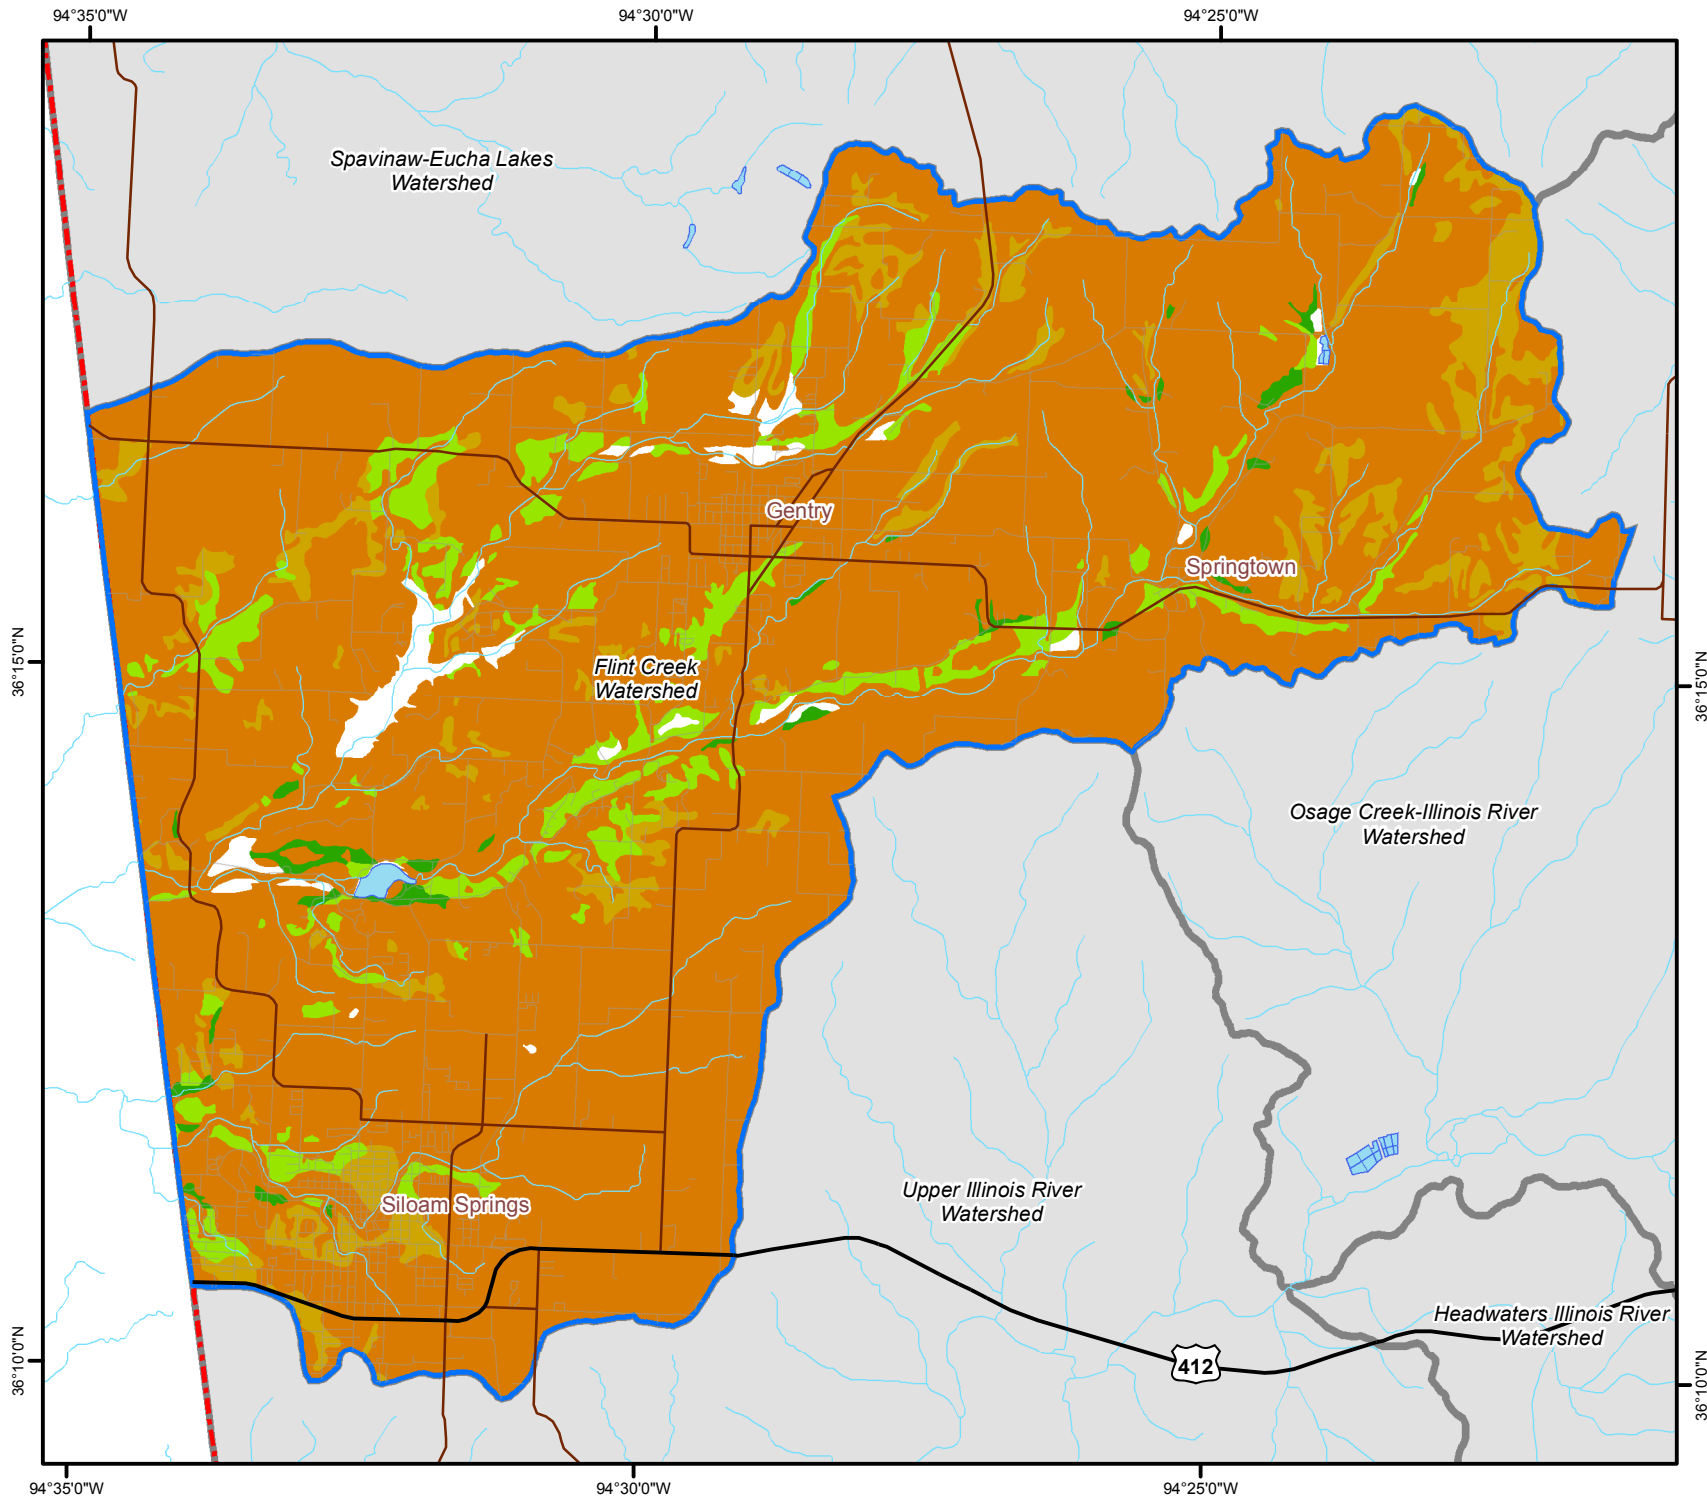 94°35'0"W
94°30'0"W
94°25'0"W
Spavinaw-Eucha Lakes
Watershed
Gentry
Springtown
36°15'0"N
36°15'0"N
Flint Creek
Watershed
Osage Creek-Illinois River
Watershed
Siloam Springs
Upper Illinois River
Watershed
Headwaters Illinois River
Watershed
412
36°10'0"N
36°10'0"N
94°35'0"W
94°30'0"W
94°25'0"W